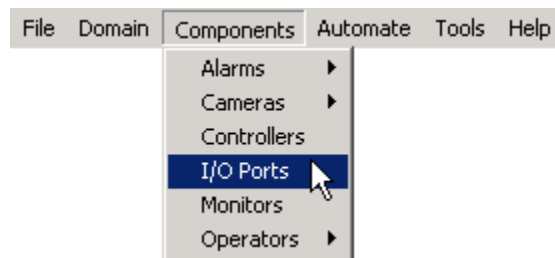 File Domain Components Automate Tools Help
Alarms
Cameras
Controllers
I/O Ports
Monitors
Operators